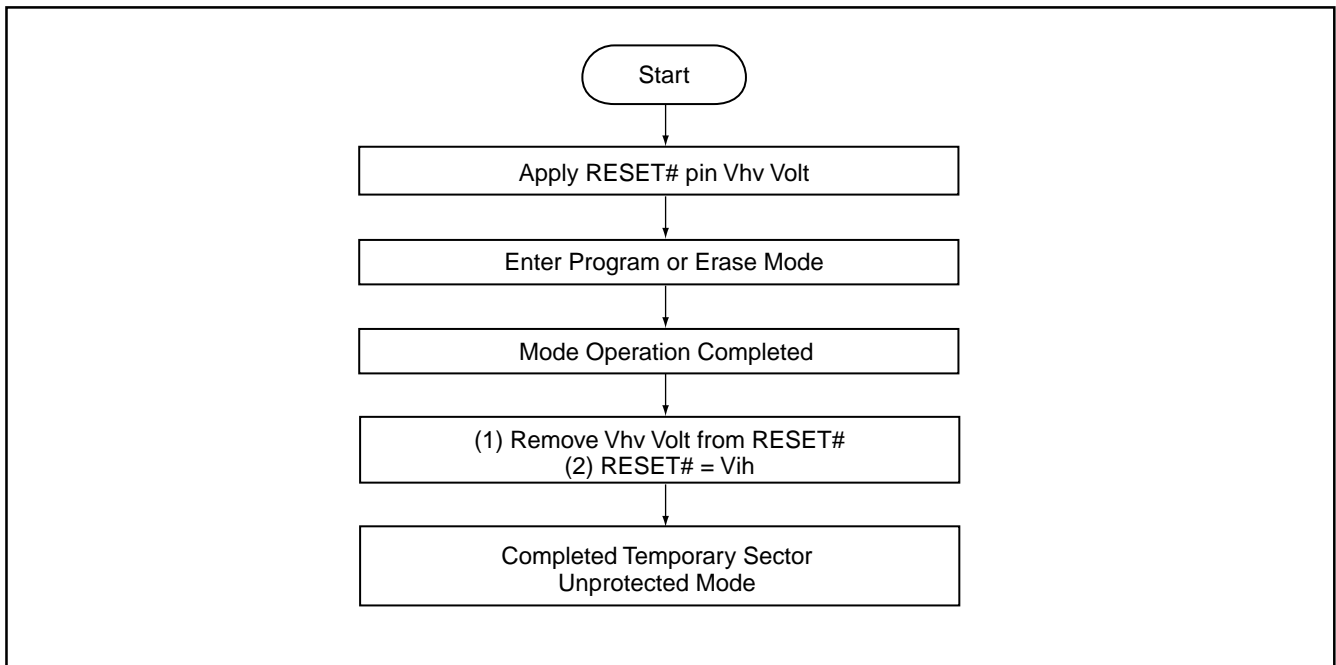 Start
Apply RESET# pin Vhv Volt
Enter Program or Erase Mode
Mode Operation Completed
(1) Remove Vhv Volt from RESET#
(2) RESET# = Vih
Completed Temporary Sector
Unprotected Mode